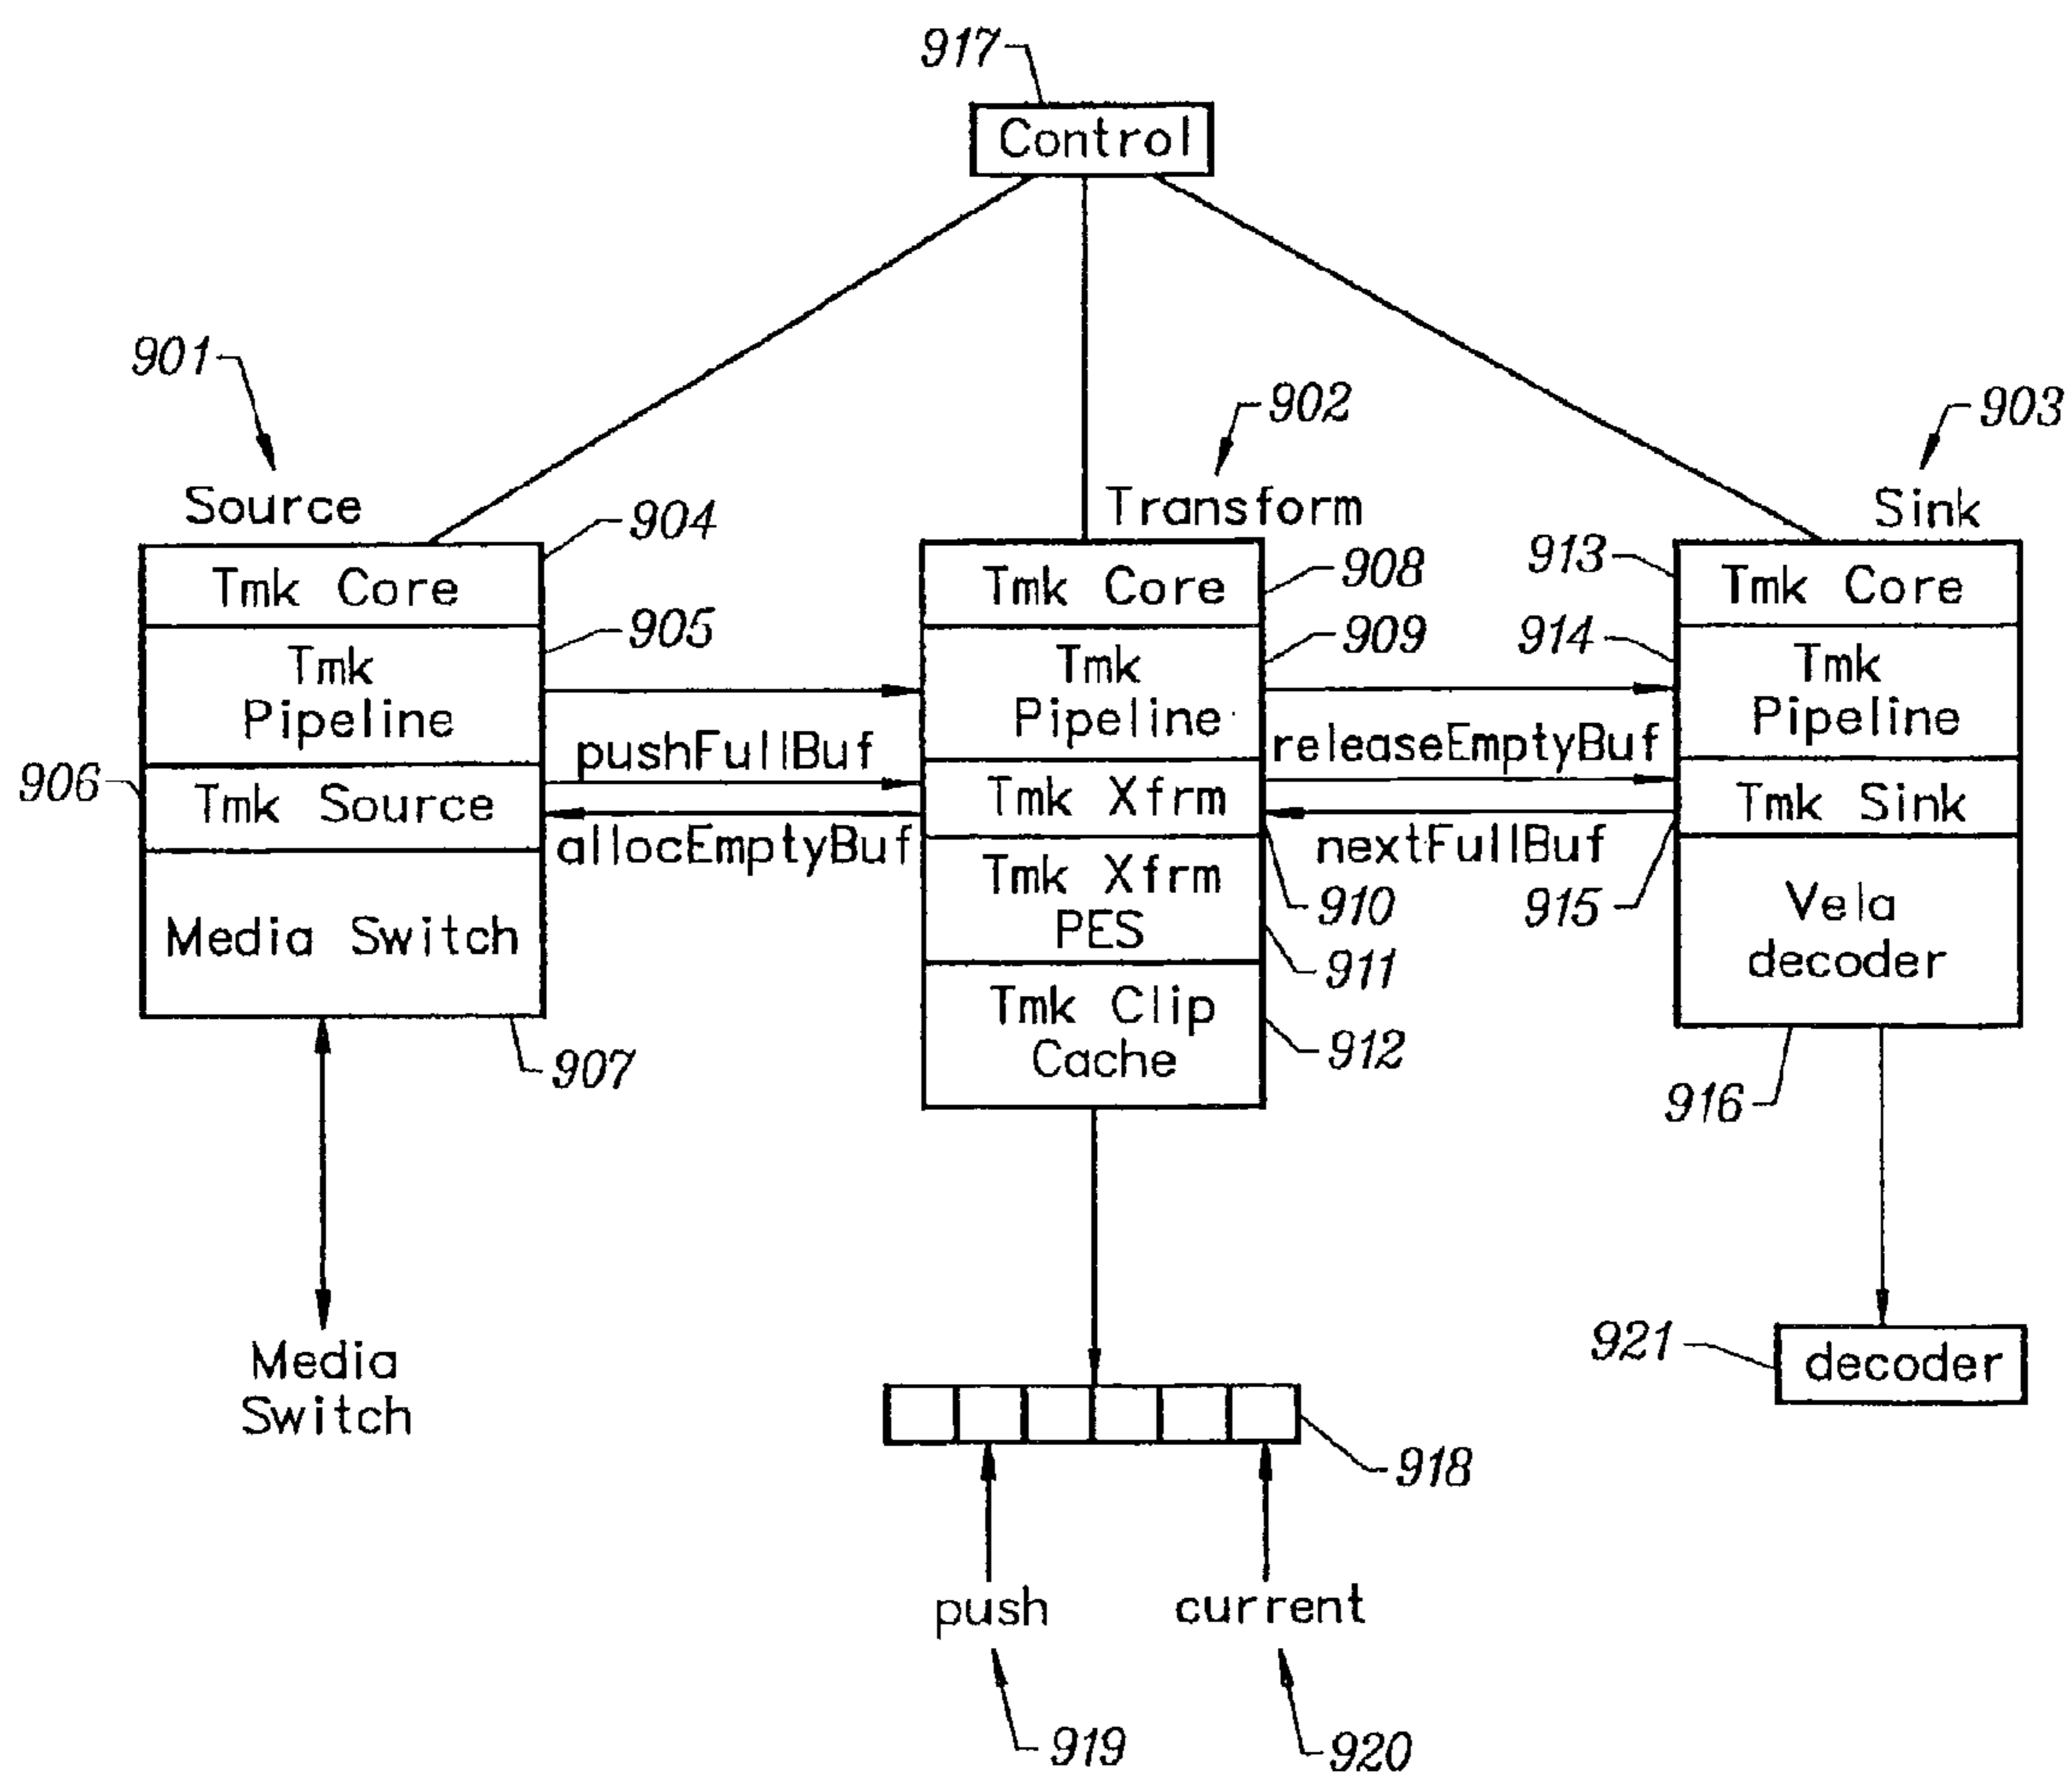 917
Control
901
902
903
Source
Transform
Sink
904
Tmk Core
905
Tmk
Pipeline
906
Tmk Source
Media Switch
907
Media
Switch
pushFullBuf
allocEmptyBuf
Tmk Core
908
Tmk
Pipeline
909
Tmk Xfrm
910
Tmk Xfrm
PES
911
Tmk Clip
Cache
912
releaseEmptyBuf
nextFullBuf
913
Tmk Core
914
Tmk
Pipeline
Tmk Sink
915
Vela
decoder
916
921
decoder
918
push
current
919
920